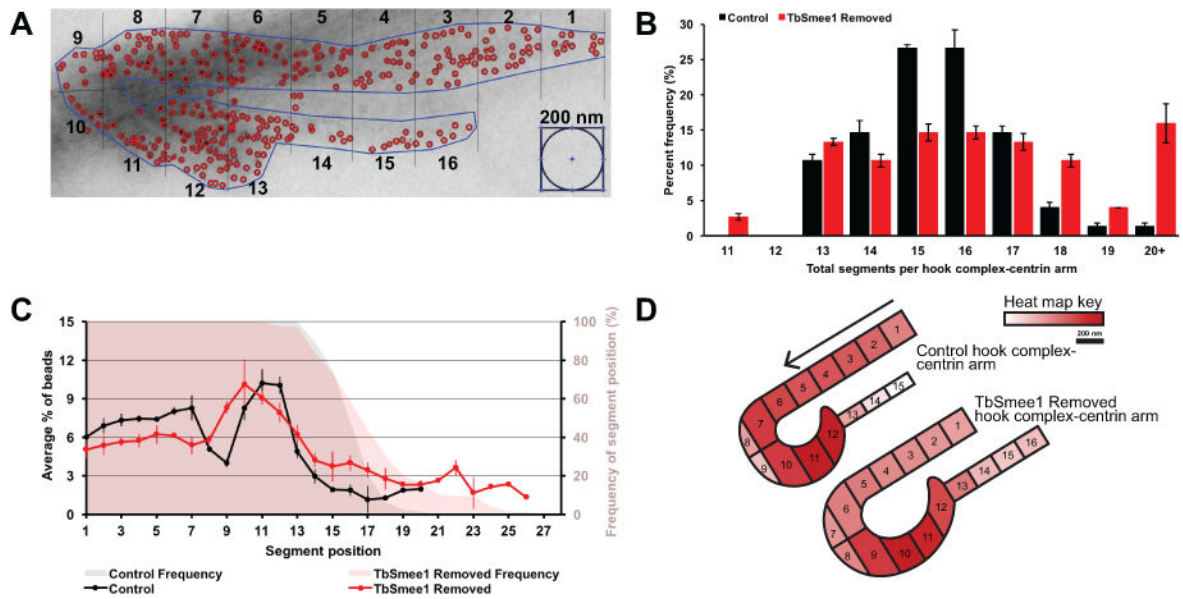 A
8 7 6 5 4 3 2 1
9
10
11
12
13
14 15 16
200 nm
B
Control TbSmee1 Removed
Percent frequency (%)
30
25
20
15
10
5
0
11 12 13 14 15 16 17 18 19 20+
Total segments per hook complex-centrin arm
C
Average % of beads
15
12
9
6
3
0
1 3 5 7 9 11 13 15 17 19 21 23 25 27
Segment position
100
80
60
40
20
0
Frequency of segment position (%)
Control Frequency TbSmee1 Removed Frequency
Control TbSmee1 Removed
D
Heat map key
200 nm
Control hook complex-
centrin arm
1 2 3 4 5 6 7 8 9 10 11 12 13 14 15
TbSmee1 Removed
hook complex-centrin arm
1 2 3 4 5 6 7 8 9 10 11 12 13 14 15 16